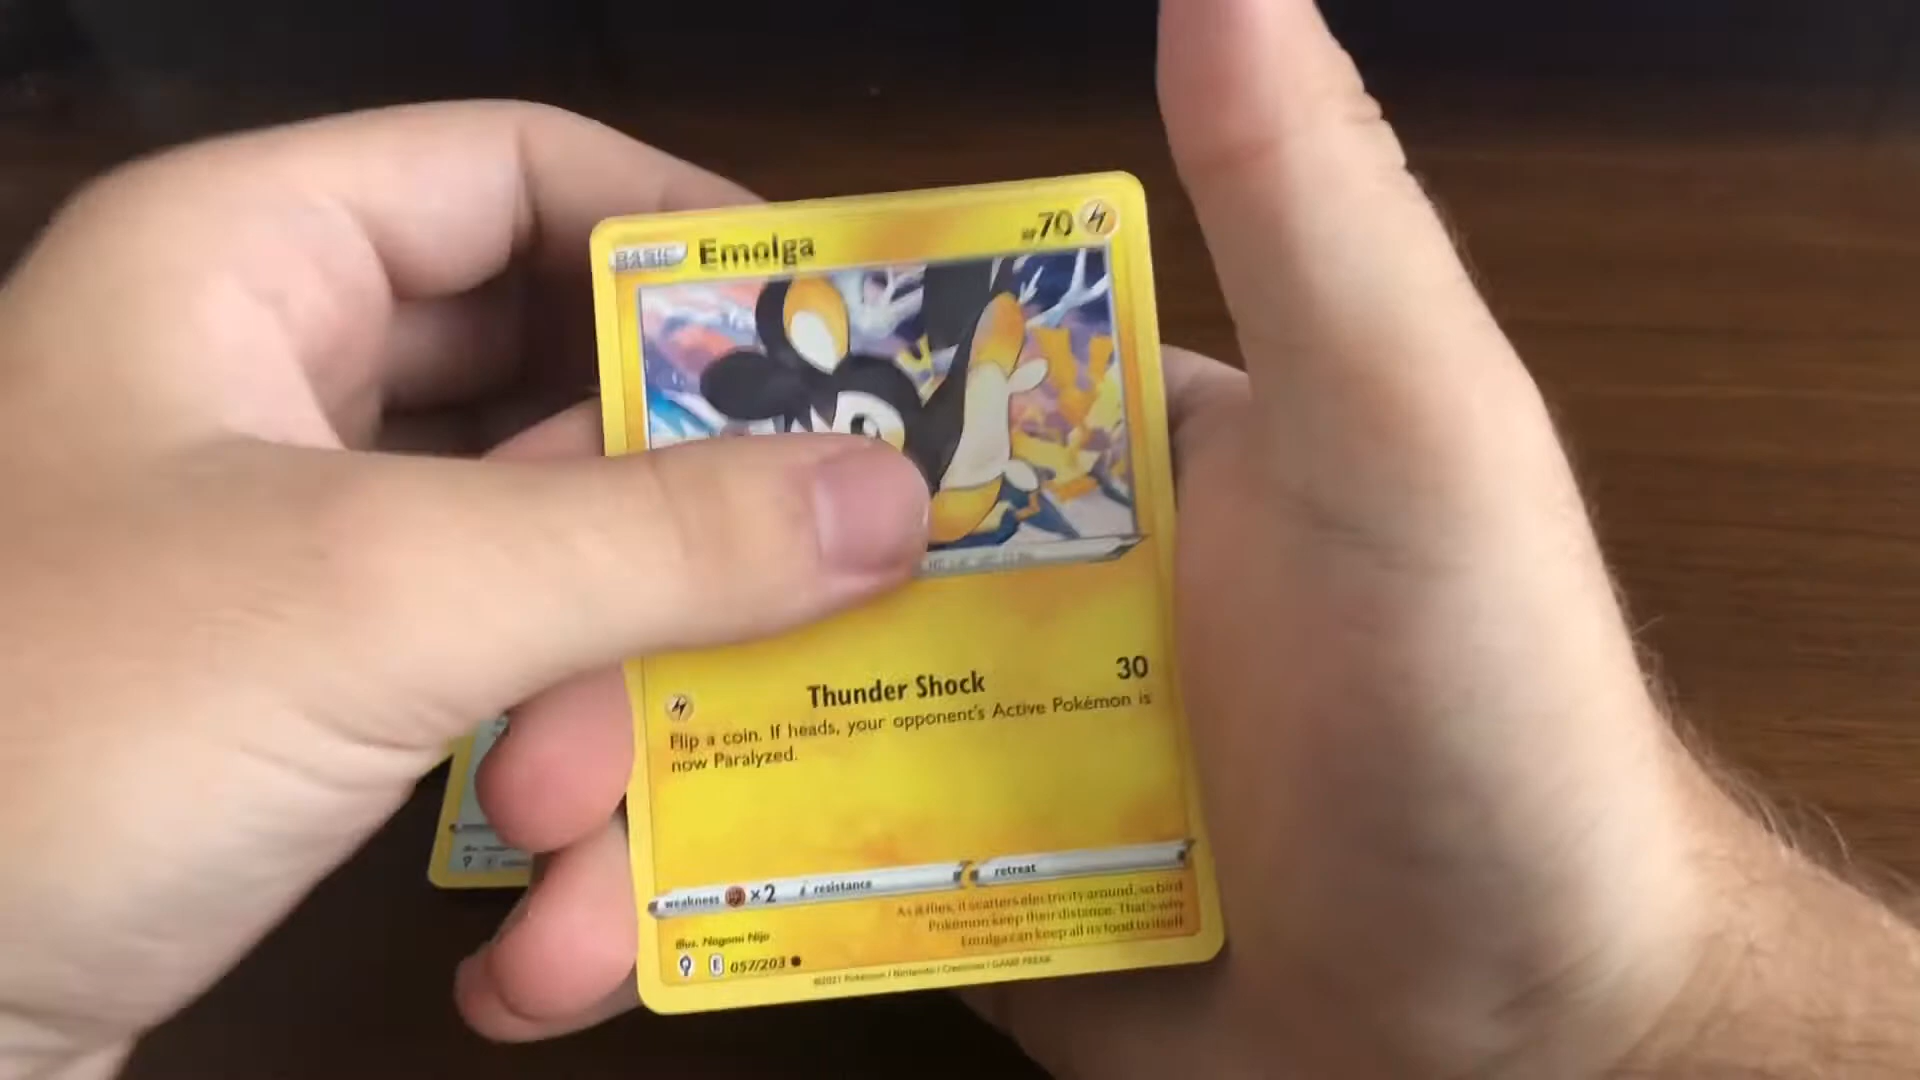 BASIC Emolga HP70
Thunder Shock 30
Flip a coin. If heads, your opponent's Active Pokémon is
now Paralyzed.
weakness ×2 resistance retreat
As it flies, it scatters electricity around, so bird
Pokémon keep their distance. That's why
Emolga can keep all its food to itself.
Illus. Nagomi Nijo
E 057/203
©2021 Pokémon / Nintendo / Creatures / GAME FREAK